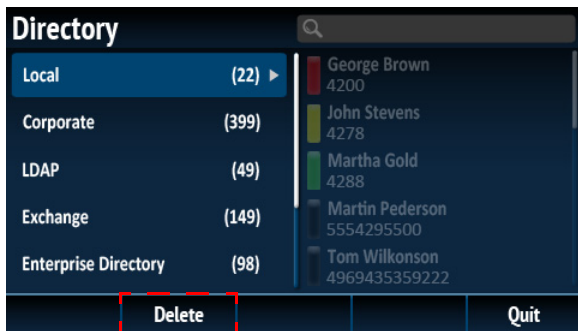 Directory
Local (22)
Corporate (399)
LDAP (49)
Exchange (149)
Enterprise Directory (98)
George Brown
4200
John Stevens
4278
Martha Gold
4288
Martin Pederson
5554295500
Tom Wilkonson
4969435359222
Delete Quit